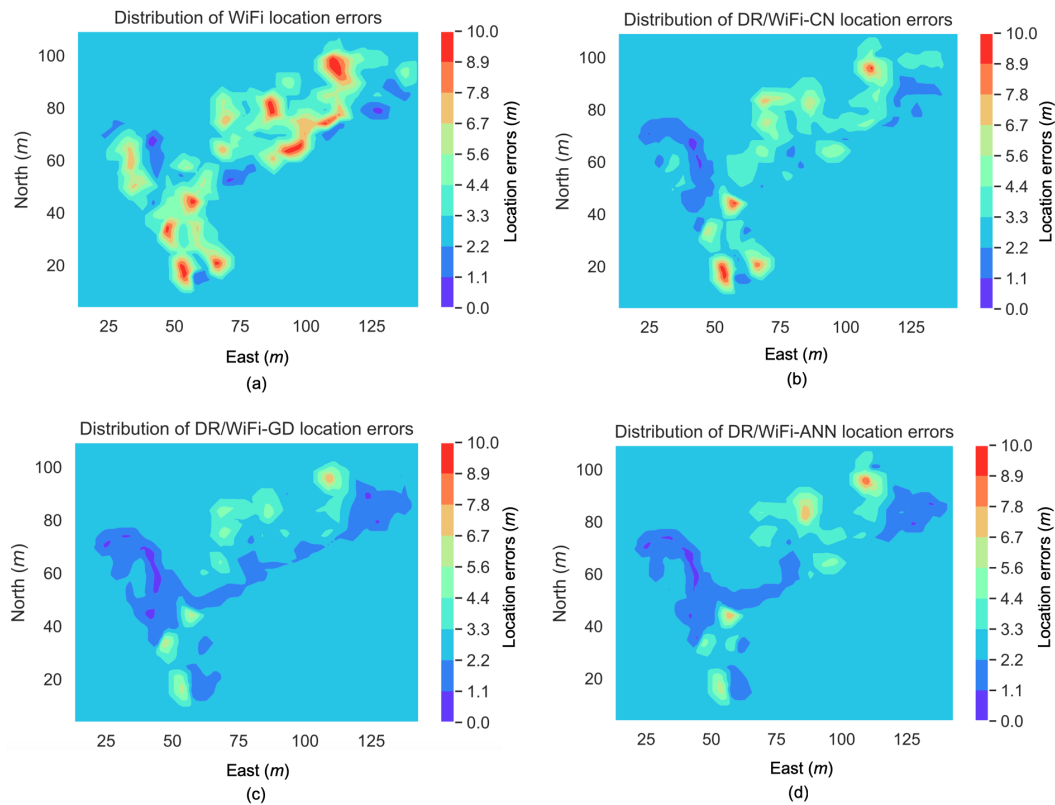 Distribution of WiFi location errors
North (m)
100
80
60
40
20
25 50 75 100 125
East (m)
10.0
8.9
7.8
6.7
5.6
4.4
3.3
2.2
1.1
0.0
Location errors (m)
(a)
Distribution of DR/WiFi-CN location errors
North (m)
100
80
60
40
20
25 50 75 100 125
East (m)
10.0
8.9
7.8
6.7
5.6
4.4
3.3
2.2
1.1
0.0
Location errors (m)
(b)
Distribution of DR/WiFi-GD location errors
North (m)
100
80
60
40
20
25 50 75 100 125
East (m)
10.0
8.9
7.8
6.7
5.6
4.4
3.3
2.2
1.1
0.0
Location errors (m)
(c)
Distribution of DR/WiFi-ANN location errors
North (m)
100
80
60
40
20
25 50 75 100 125
East (m)
10.0
8.9
7.8
6.7
5.6
4.4
3.3
2.2
1.1
0.0
Location errors (m)
(d)